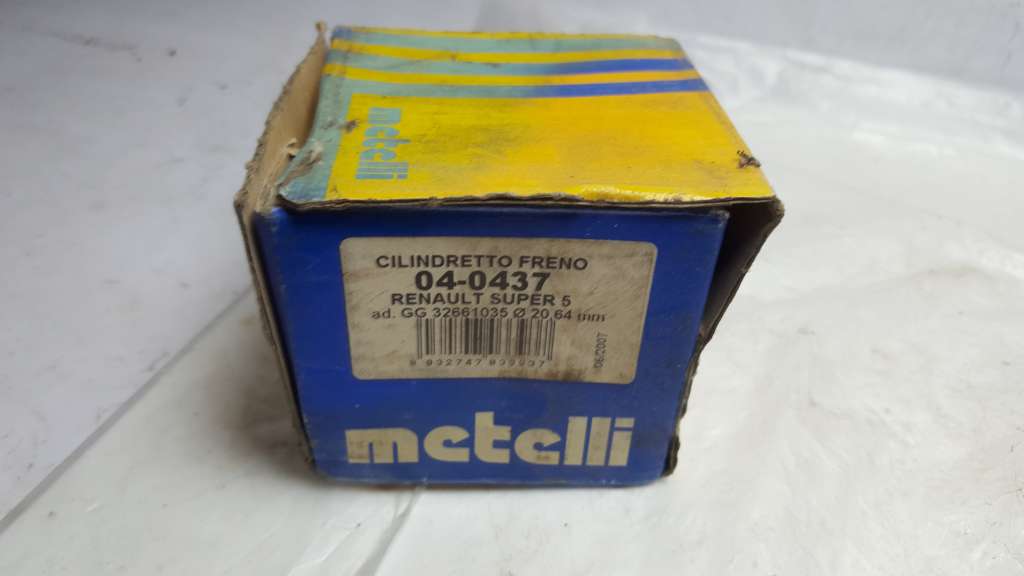 metelli
CILINDRETTO FRENO
04-0437
RENAULT SUPER 5
ad. GG 32661035 Ø 20,64 mm
06/2007
metelli